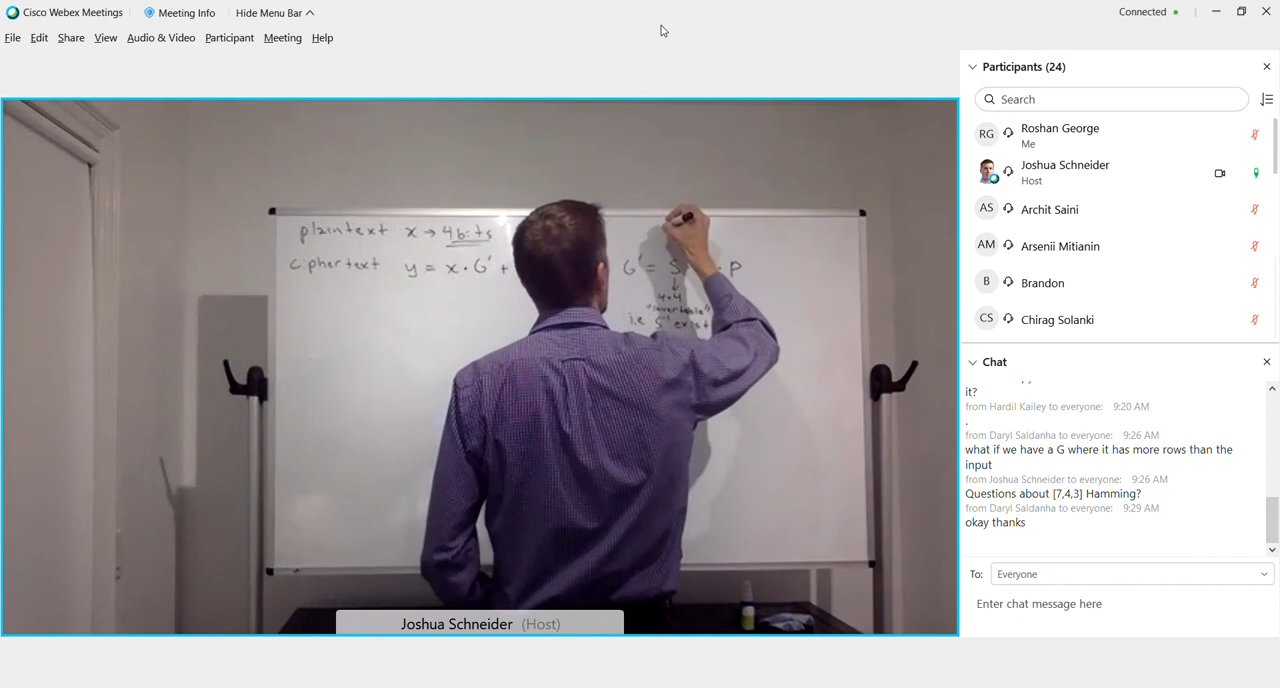 Cisco Webex Meetings
Meeting Info
Hide Menu Bar
Connected
File Edit Share View Audio & Video Participant Meeting Help
Participants (24)
Search
RG
Roshan George
Me
Joshua Schneider
Host
AS
Archit Saini
AM
Arsenii Mitianin
B
Brandon
CS
Chirag Solanki
Chat
it?
from Hardil Kailey to everyone: 9:20 AM
.
from Daryl Saldanha to everyone: 9:26 AM
what if we have a G where it has more rows than the
input
from Joshua Schneider to everyone: 9:26 AM
Questions about [7,4,3] Hamming?
from Daryl Saldanha to everyone: 9:29 AM
okay thanks
To: Everyone
Enter chat message here
plaintext x → 4 bits
ciphertext y = x · G' +
G' = S · P
↓
4×4
"invertable"
i.e S⁻¹ exist
Joshua Schneider (Host)